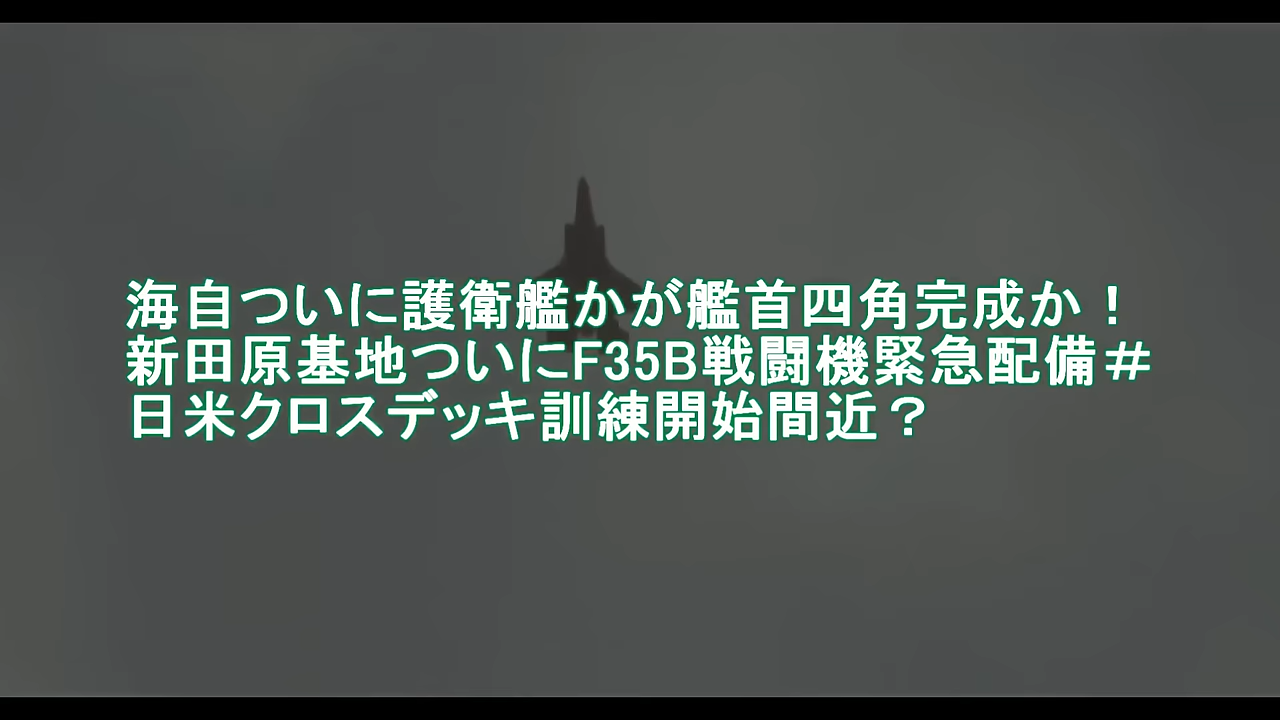 海自ついに護衛艦かが艦首四角完成か！
新田原基地ついにF35B戦闘機緊急配備＃
日米クロスデッキ訓練開始間近？